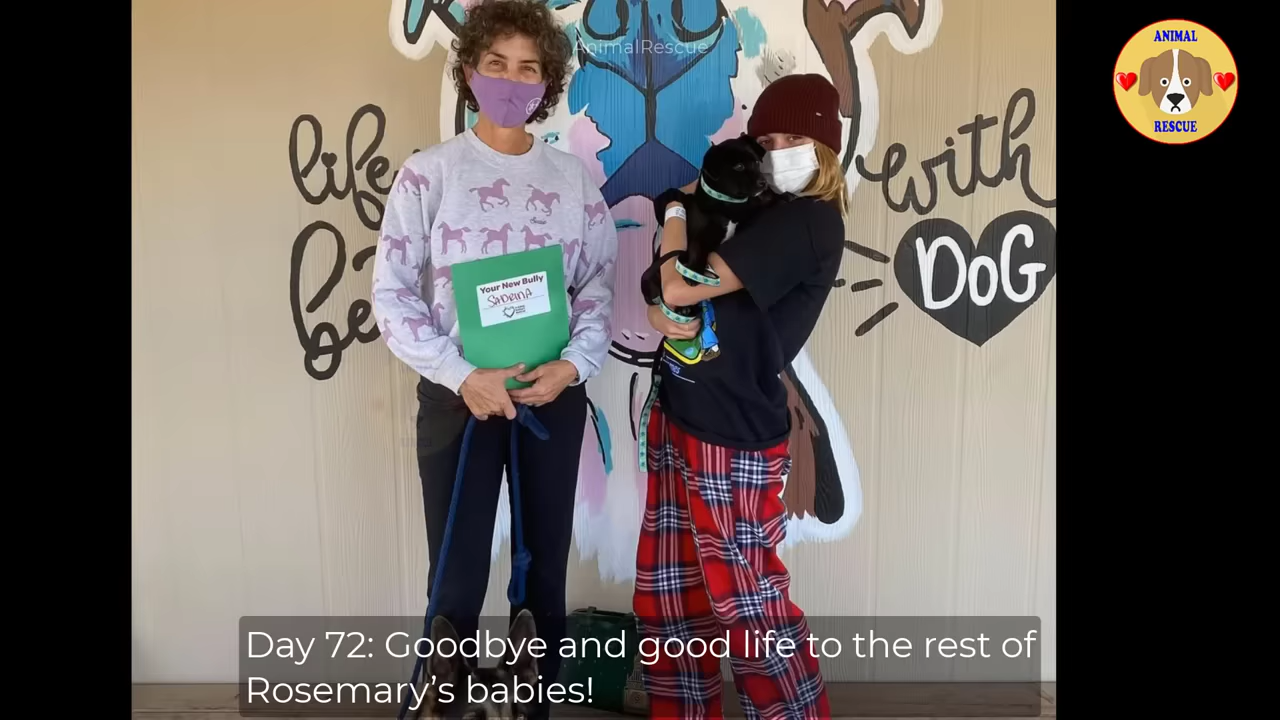 AnimalRescue
ANIMAL
RESCUE
life
with
be
DOG
Your New Bully
SABRINA
Day 72: Goodbye and good life to the rest of
Rosemary's babies!